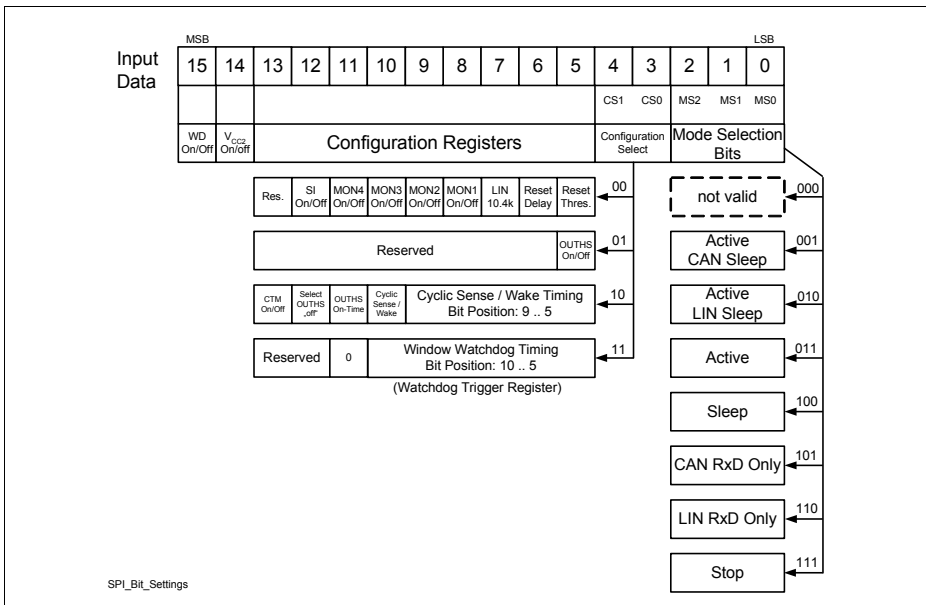 MSB LSB
Input Data 15 14 13 12 11 10 9 8 7 6 5 4 3 2 1 0
CS1 CS0 MS2 MS1 MS0
WD On/Off VCC2 On/off Configuration Registers Configuration Select Mode Selection Bits
Res. SI On/Off MON4 On/Off MON3 On/Off MON2 On/Off MON1 On/Off LIN 10.4k Reset Delay Reset Thres. 00 not valid 000
Reserved OUTHS On/Off 01 Active CAN Sleep 001
CTM On/Off Select OUTHS „off“ OUTHS On-Time Cyclic Sense / Wake Cyclic Sense / Wake Timing Bit Position: 9 .. 5 10 Active LIN Sleep 010
Reserved 0 Window Watchdog Timing Bit Position: 10 .. 5 11 Active 011
(Watchdog Trigger Register)
Sleep 100
CAN RxD Only 101
LIN RxD Only 110
Stop 111
SPI_Bit_Settings